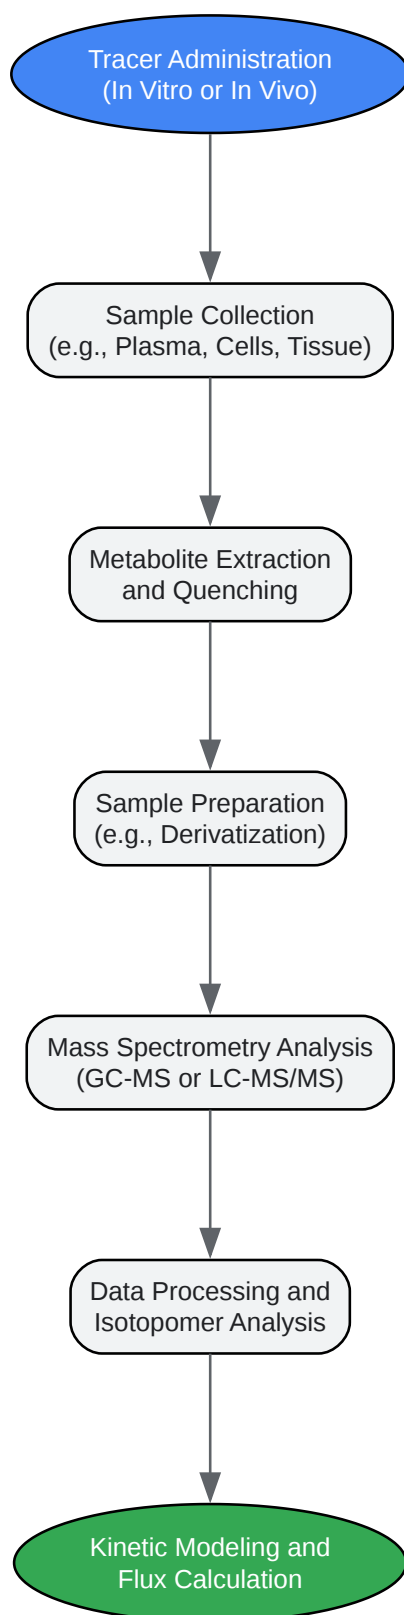 Tracer Administration
(In Vitro or In Vivo)
Sample Collection
(e.g., Plasma, Cells, Tissue)
Metabolite Extraction
and Quenching
Sample Preparation
(e.g., Derivatization)
Mass Spectrometry Analysis
(GC-MS or LC-MS/MS)
Data Processing and
Isotopomer Analysis
Kinetic Modeling and
Flux Calculation